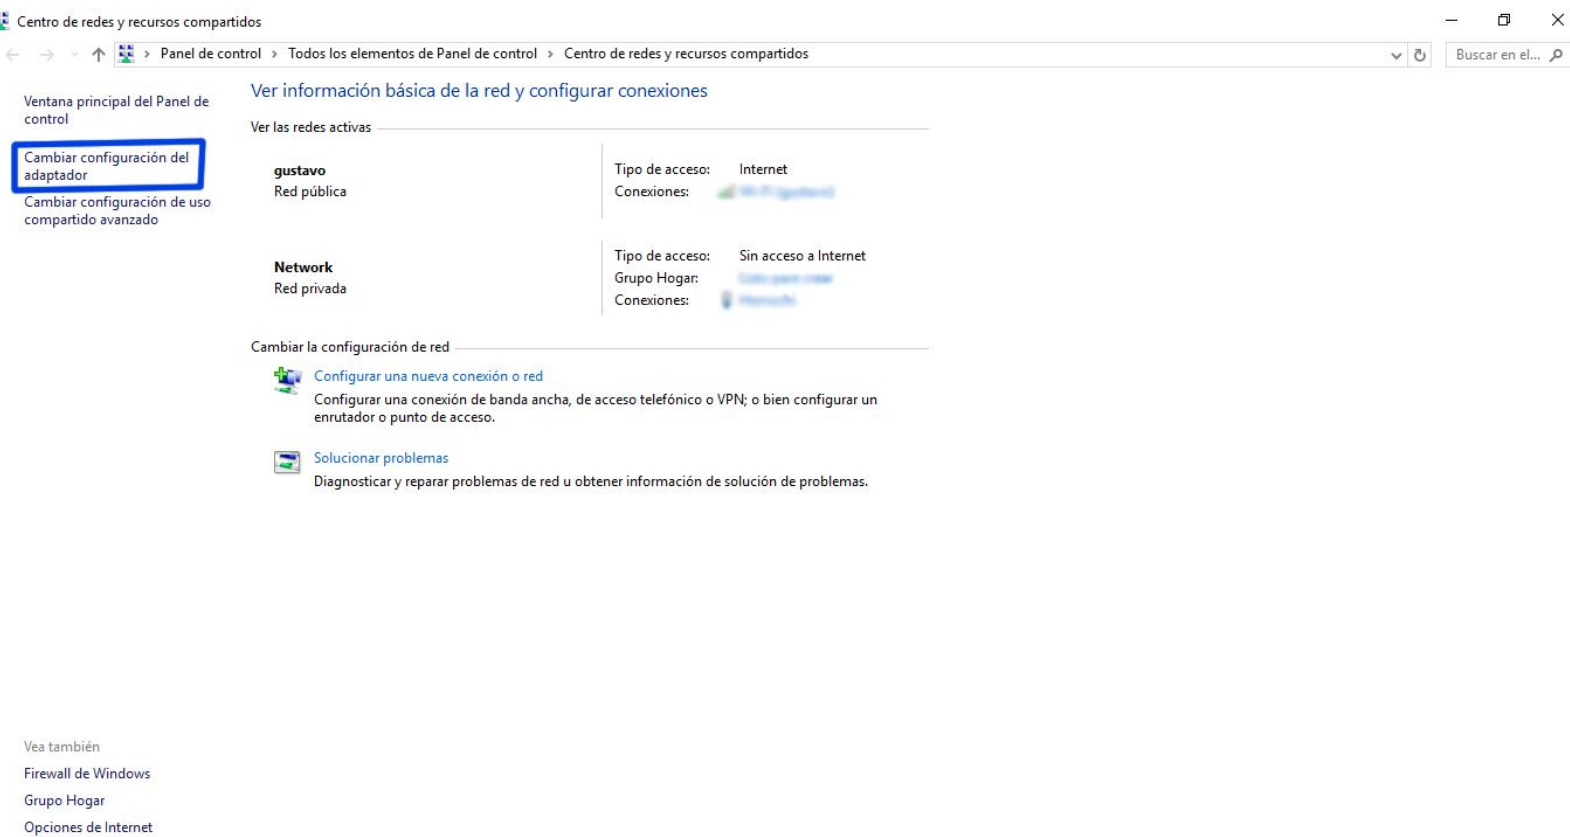 Centro de redes y recursos compartidos
Panel de control > Todos los elementos de Panel de control > Centro de redes y recursos compartidos
Buscar en el...
Ventana principal del Panel de
control
Cambiar configuración del
adaptador
Cambiar configuración de uso
compartido avanzado
Ver información básica de la red y configurar conexiones
Ver las redes activas
gustavo
Red pública
Tipo de acceso: Internet
Conexiones:
Network
Red privada
Tipo de acceso: Sin acceso a Internet
Grupo Hogar:
Conexiones:
Cambiar la configuración de red
Configurar una nueva conexión o red
Configurar una conexión de banda ancha, de acceso telefónico o VPN; o bien configurar un
enrutador o punto de acceso.
Solucionar problemas
Diagnosticar y reparar problemas de red u obtener información de solución de problemas.
Vea también
Firewall de Windows
Grupo Hogar
Opciones de Internet